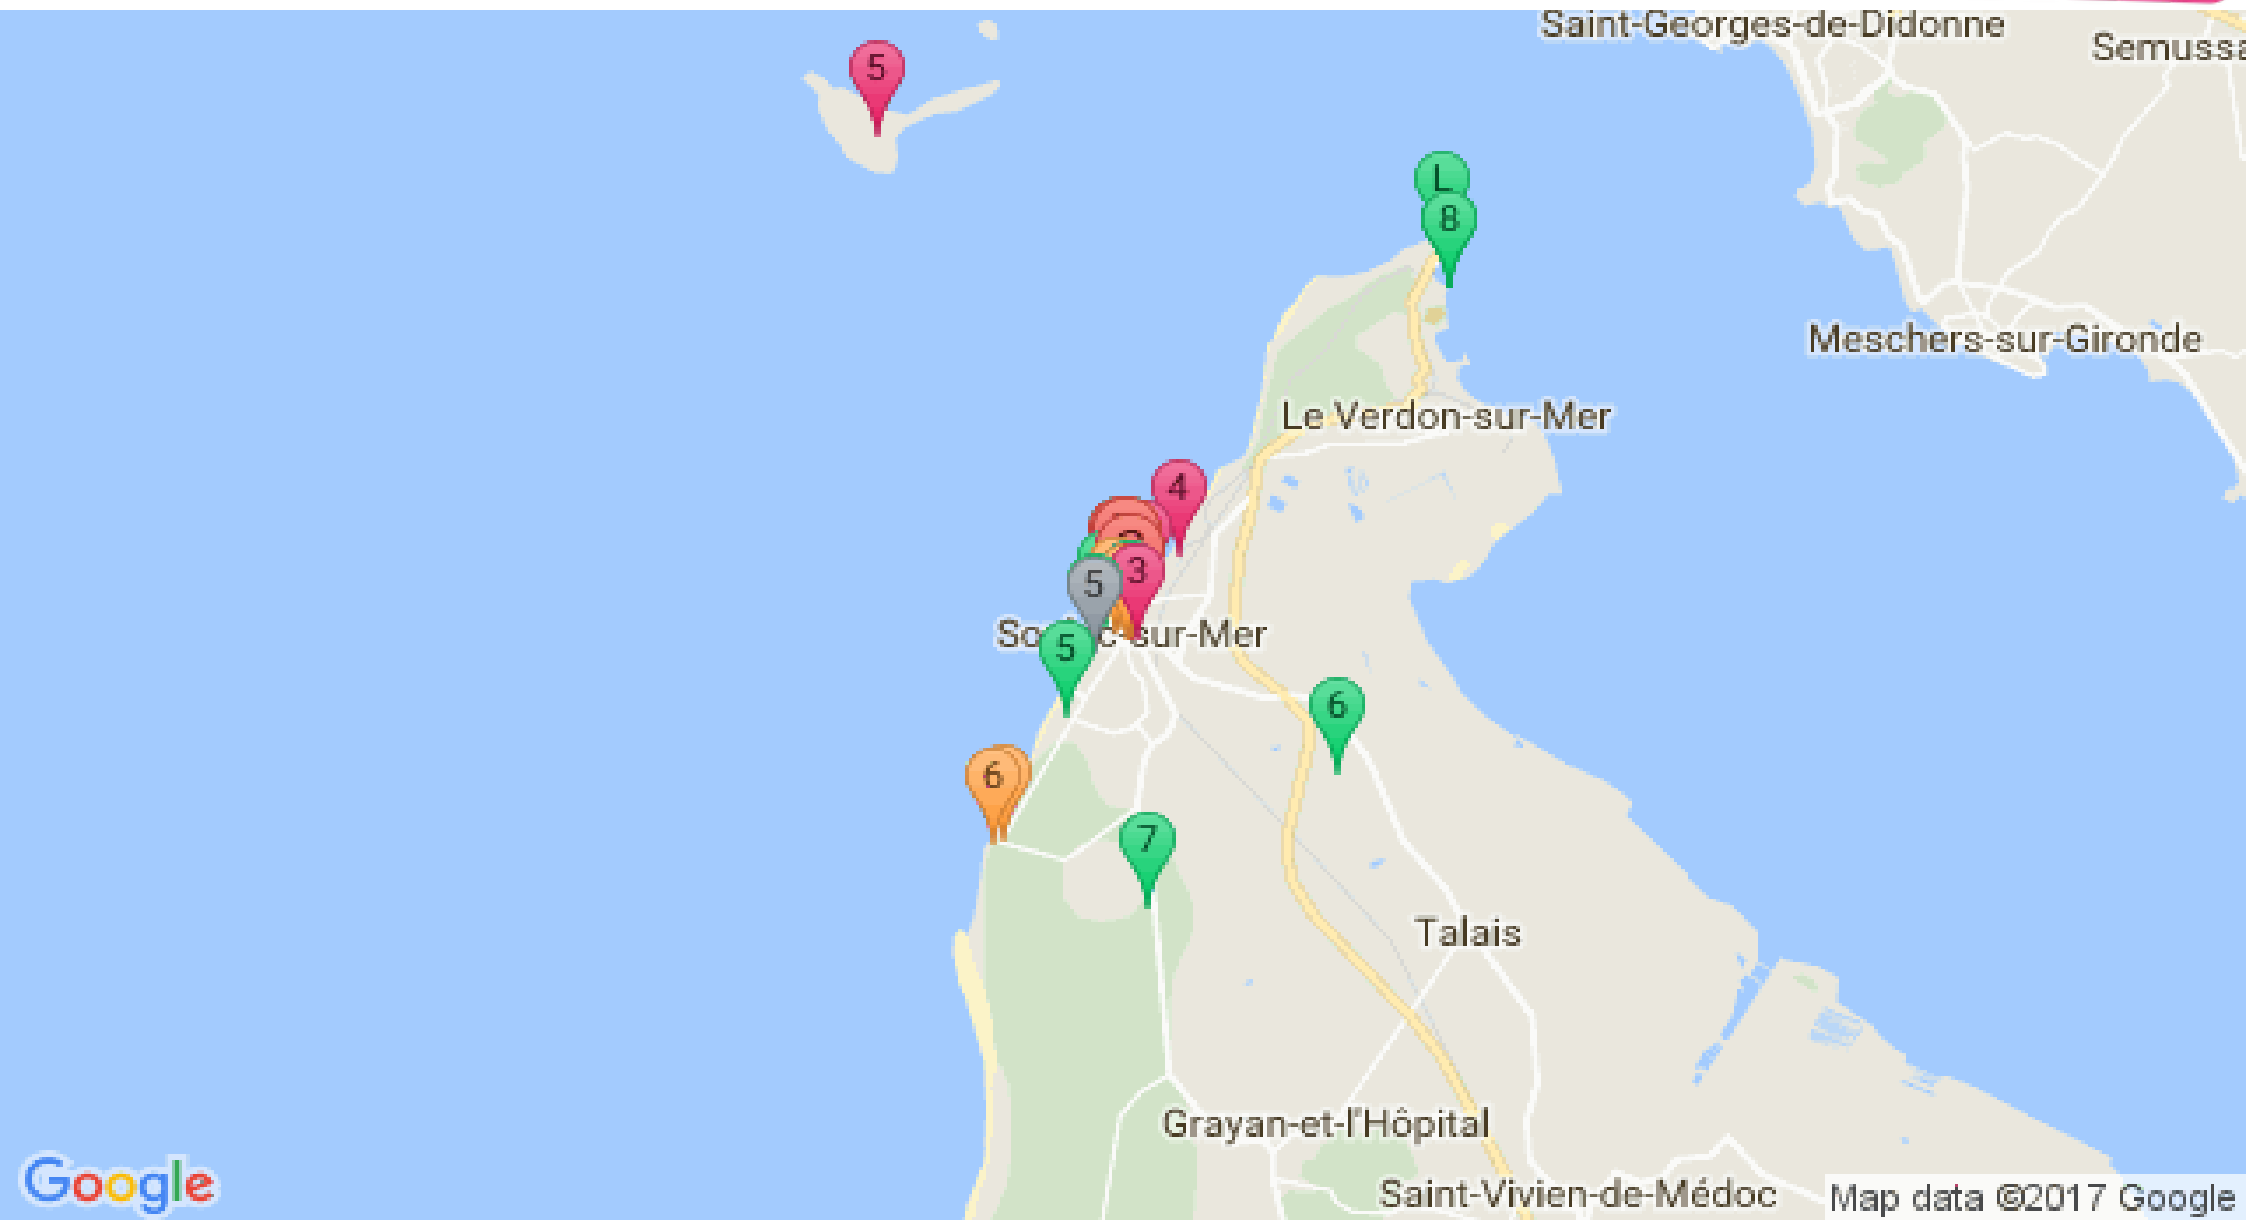 Saint-Georges-de-Didonne
5
L
8
Meschers-sur-Gironde
Le Verdon-sur-Mer
4
3
5
5
6
6
7
Talais
Grayan-et-l'Hôpital
Saint-Vivien-de-Médoc
Google
Map data ©2017 Google